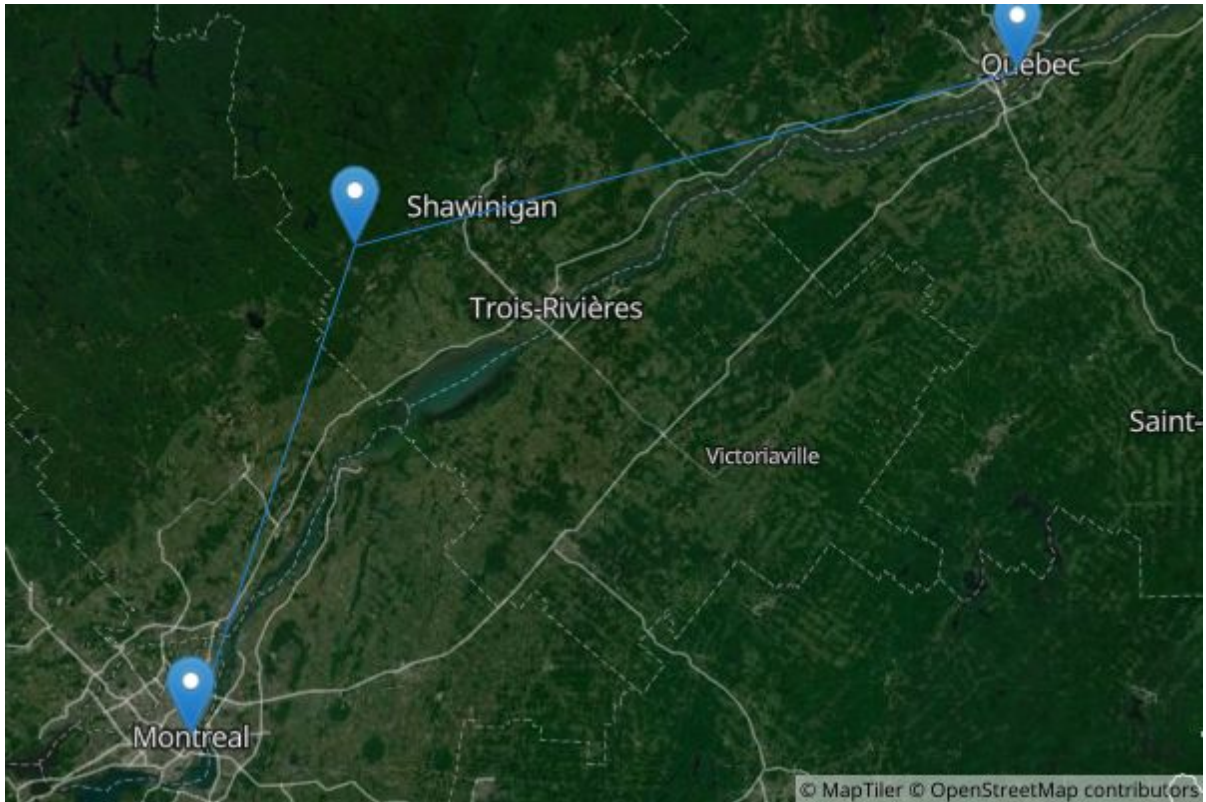 Québec
Shawinigan
Trois-Rivières
Saint-
Victoriaville
Montreal
© MapTiler © OpenStreetMap contributors